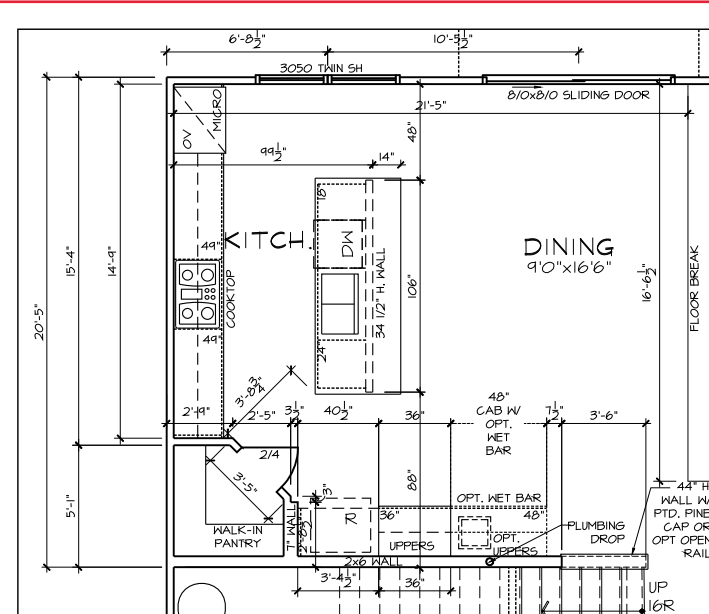 6'-8½"
10'-5½"
3050 TWIN SH
8/0x8/0 SLIDING DOOR
21'-5"
OV
MICRO
48"
99½"
14"
18"
KITCH.
DW
DINING
9'0"x16'6"
49"
COOKTOP
49"
34 1/2" H. WALL
106"
24"
16'-6½"
FLOOR BREAK
15'-4"
14'-9"
20'-5"
3'-8¾"
2'-9"
2'-5"
3½"
40½"
36"
48"
CAB W/
OPT.
WET
BAR
7½"
3'-6"
2/4
3'-5"
5'-1"
88"
WALK-IN
PANTRY
7" WALL
R
36"
UPPERS
OPT. WET BAR
48"
OPT.
UPPERS
PLUMBING
DROP
44" H
WALL W/
PTD. PINE
CAP OR
OPT OPEN
RAIL
2x6 WALL
3'-4½"
36"
UP
16R